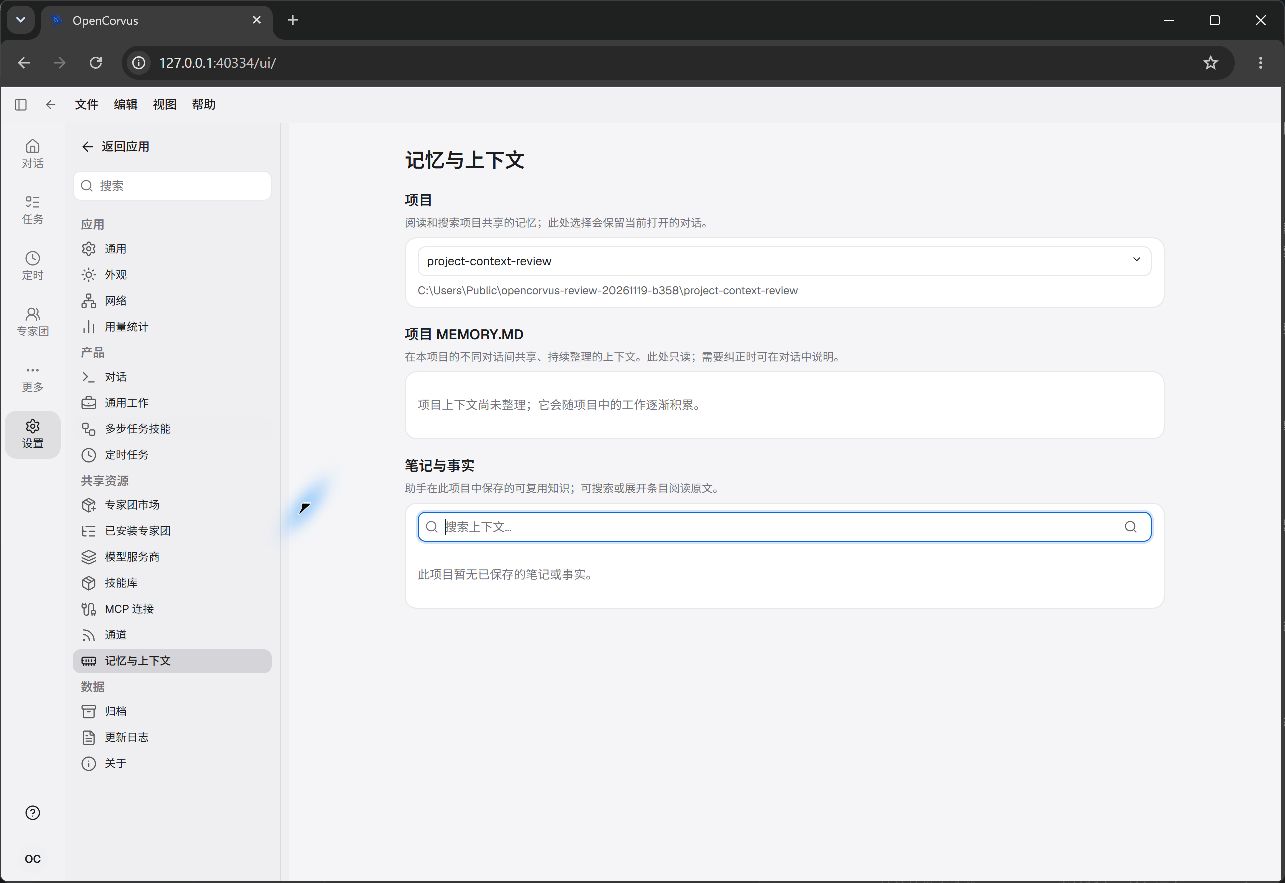 OpenCorvus
127.0.0.1:40334/ui/
文件 编辑 视图 帮助
对话
任务
定时
专家团
更多
设置
OC
返回应用
搜索
应用
通用
外观
网络
用量统计
产品
对话
通用工作
多步任务技能
定时任务
共享资源
专家团市场
已安装专家团
模型服务商
技能库
MCP 连接
通道
记忆与上下文
数据
归档
更新日志
关于
记忆与上下文
项目
阅读和搜索项目共享的记忆；此处选择会保留当前打开的对话。
project-context-review
C:\Users\Public\opencorvus-review-20261119-b358\project-context-review
项目 MEMORY.MD
在本项目的不同对话间共享、持续整理的上下文。此处只读；需要纠正时可在对话中说明。
项目上下文尚未整理；它会随项目中的工作逐渐积累。
笔记与事实
助手在此项目中保存的可复用知识；可搜索或展开条目阅读原文。
搜索上下文...
此项目暂无已保存的笔记或事实。